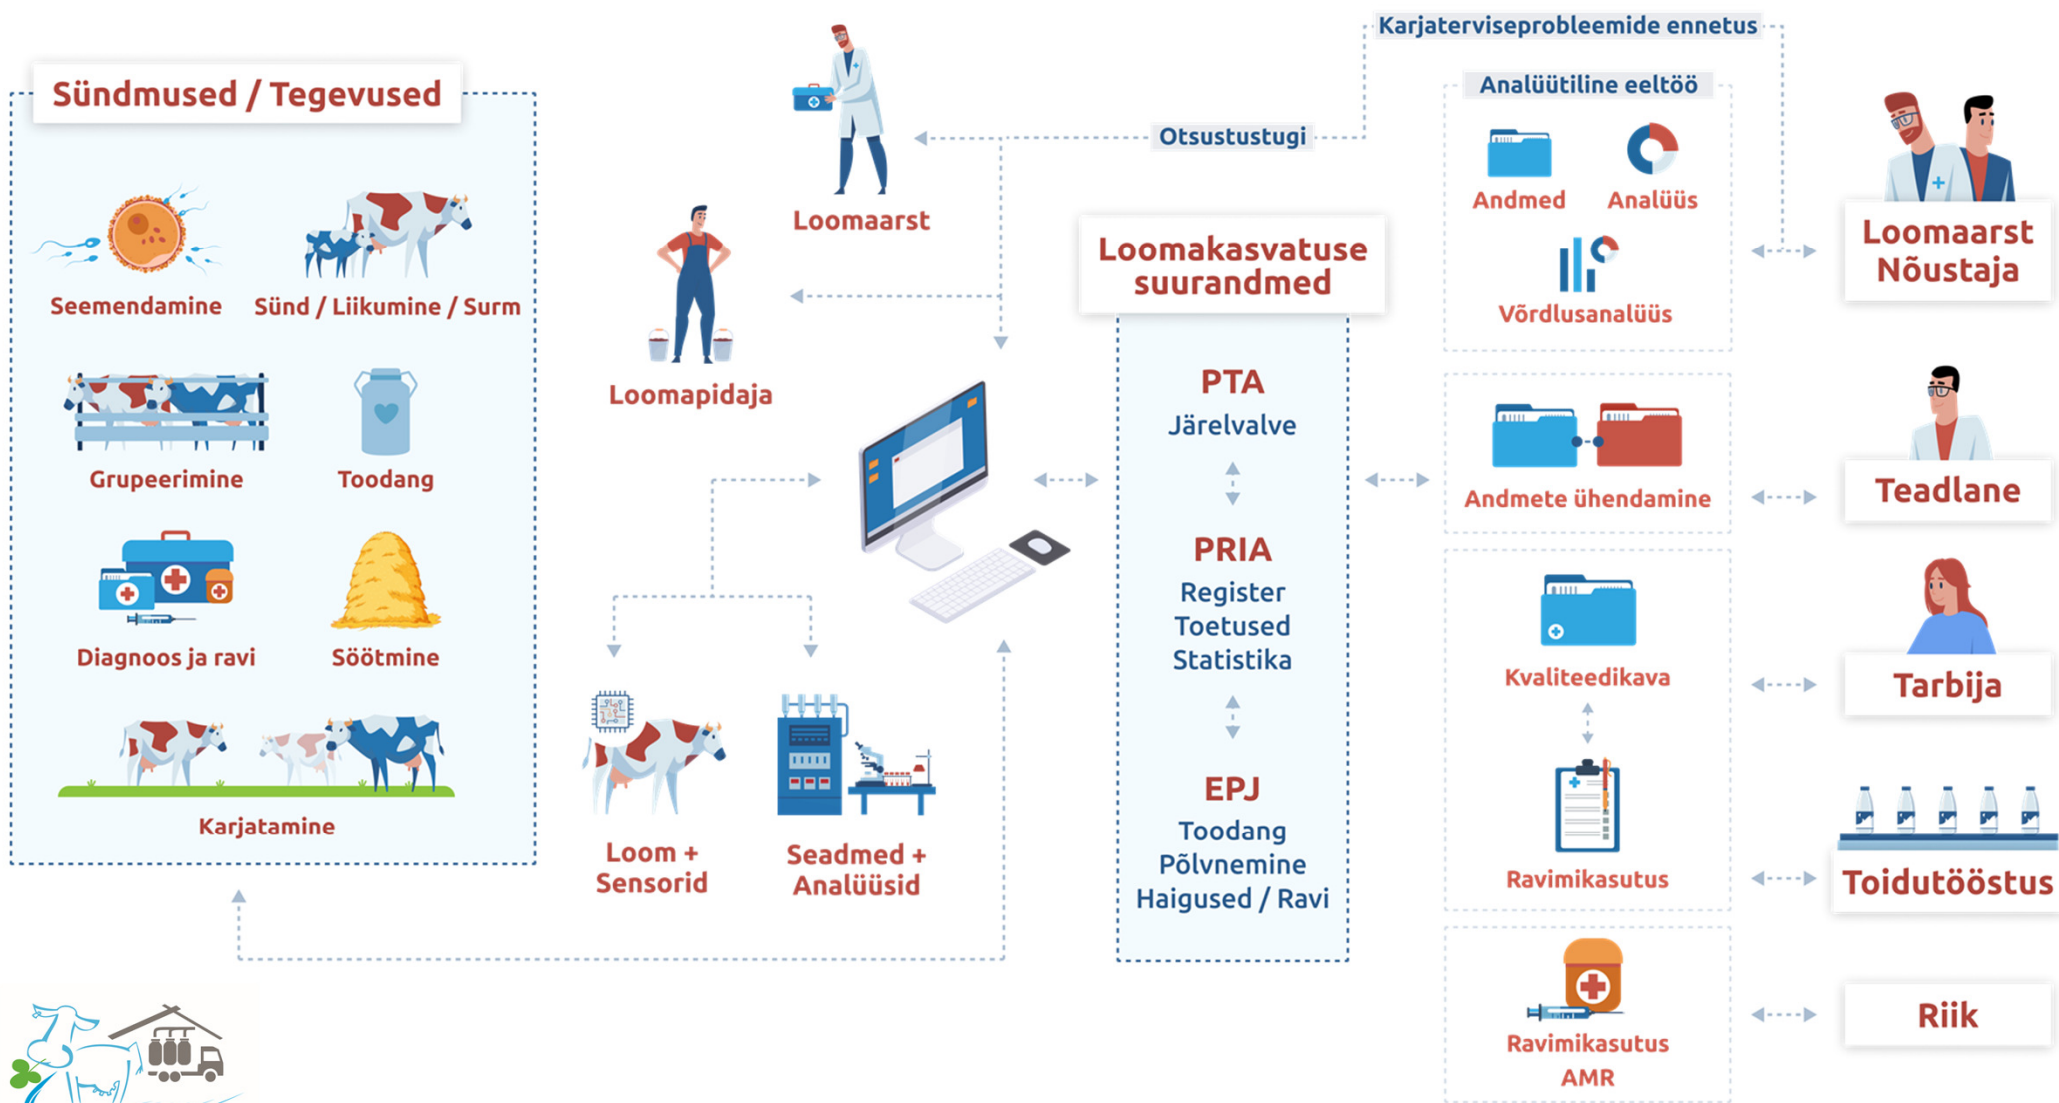 Sündmused / Tegevused
Seemendamine
Sünd / Liikumine / Surm
Grupeerimine
Toodang
Diagnoos ja ravi
Söötmine
Karjatamine
Loomaarst
Loomapidaja
Loom +
Sensorid
Seadmed +
Analüüsid
Otsustustugi
Karjaterviseprobleemide ennetus
Loomakasvatuse
suurandmed
PTA
Järelvalve
PRIA
Register
Toetused
Statistika
EPJ
Toodang
Põlvnemine
Haigused / Ravi
Analüütiline eeltöö
Andmed
Analüüs
Võrdlusanalüüs
Andmete ühendamine
Kvaliteedikava
Ravimikasutus
Ravimikasutus
AMR
Loomaarst
Nõustaja
Teadlane
Tarbija
Toidutööstus
Riik